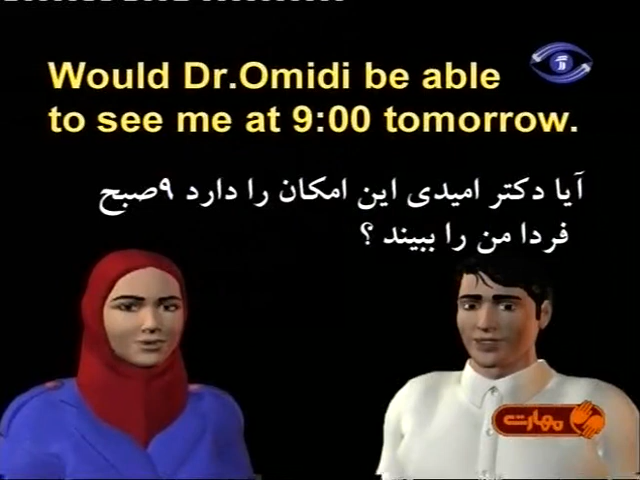 Would Dr.Omidi be able
to see me at 9:00 tomorrow.
آیا دکتر امیدی این امکان را دارد ۹صبح
فردا من را ببیند ؟
مهارت